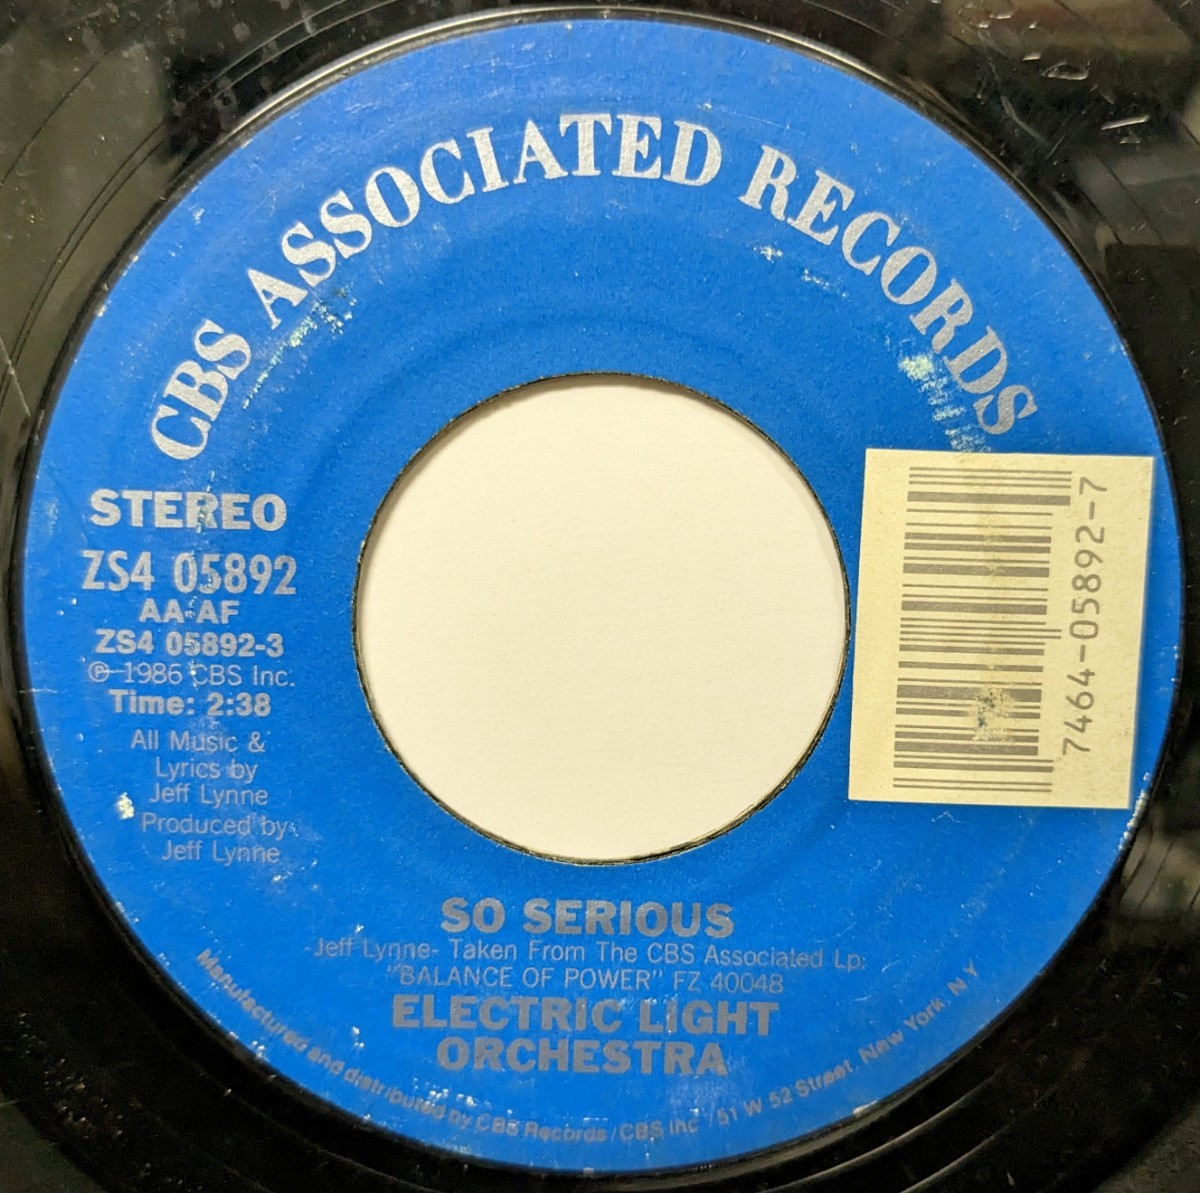 CBS ASSOCIATED RECORDS
STEREO
ZS4 05892
AA-AF
ZS4 05892-3
℗ 1986 CBS Inc.
Time: 2:38
All Music &
Lyrics by
Jeff Lynne
Produced by:
Jeff Lynne
7464-05892-7
SO SERIOUS
-Jeff Lynne- Taken From The CBS Associated Lp:
"BALANCE OF POWER" FZ 40048
ELECTRIC LIGHT
ORCHESTRA
Manufactured and distributed by CBS Records/CBS Inc/51 W 52 Street, New York, N Y